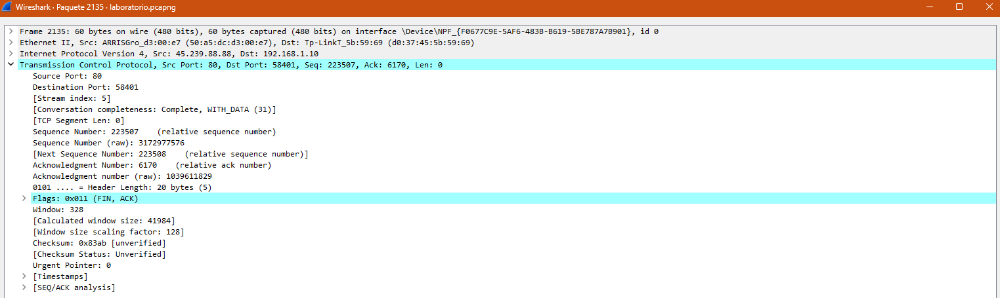 Wireshark · Paquete 2135 · laboratorio.pcapng
Frame 2135: 60 bytes on wire (480 bits), 60 bytes captured (480 bits) on interface \Device\NPF_{F0677C9E-5AF6-483B-B619-5BE787A7B901}, id 0
Ethernet II, Src: ARRISGro_d3:00:e7 (50:a5:dc:d3:00:e7), Dst: Tp-LinkT_5b:59:69 (d0:37:45:5b:59:69)
Internet Protocol Version 4, Src: 45.239.88.88, Dst: 192.168.1.10
Transmission Control Protocol, Src Port: 80, Dst Port: 58401, Seq: 223507, Ack: 6170, Len: 0
Source Port: 80
Destination Port: 58401
[Stream index: 5]
[Conversation completeness: Complete, WITH_DATA (31)]
[TCP Segment Len: 0]
Sequence Number: 223507    (relative sequence number)
Sequence Number (raw): 3172977576
[Next Sequence Number: 223508    (relative sequence number)]
Acknowledgment Number: 6170    (relative ack number)
Acknowledgment number (raw): 1039611829
0101 .... = Header Length: 20 bytes (5)
Flags: 0x011 (FIN, ACK)
Window: 328
[Calculated window size: 41984]
[Window size scaling factor: 128]
Checksum: 0x83ab [unverified]
[Checksum Status: Unverified]
Urgent Pointer: 0
[Timestamps]
[SEQ/ACK analysis]